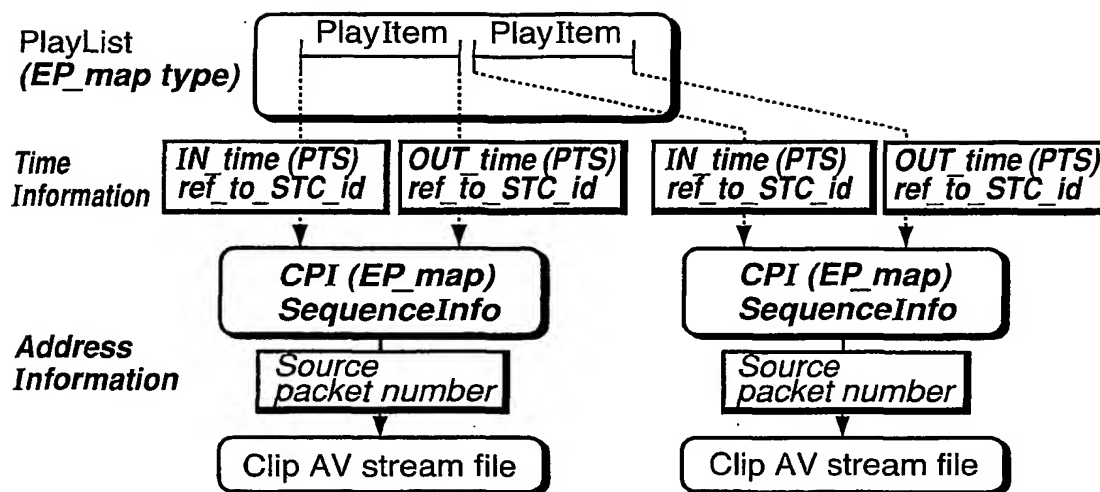 PlayItem PlayItem
PlayList
(EP_map type)
Time
Information
IN_time (PTS)
ref_to_STC_id
OUT_time (PTS)
ref_to_STC_id
IN_time (PTS)
ref_to_STC_id
OUT_time (PTS)
ref_to_STC_id
CPI (EP_map)
SequenceInfo
CPI (EP_map)
SequenceInfo
Address
Information
Source
packet number
Source
packet number
Clip AV stream file
Clip AV stream file